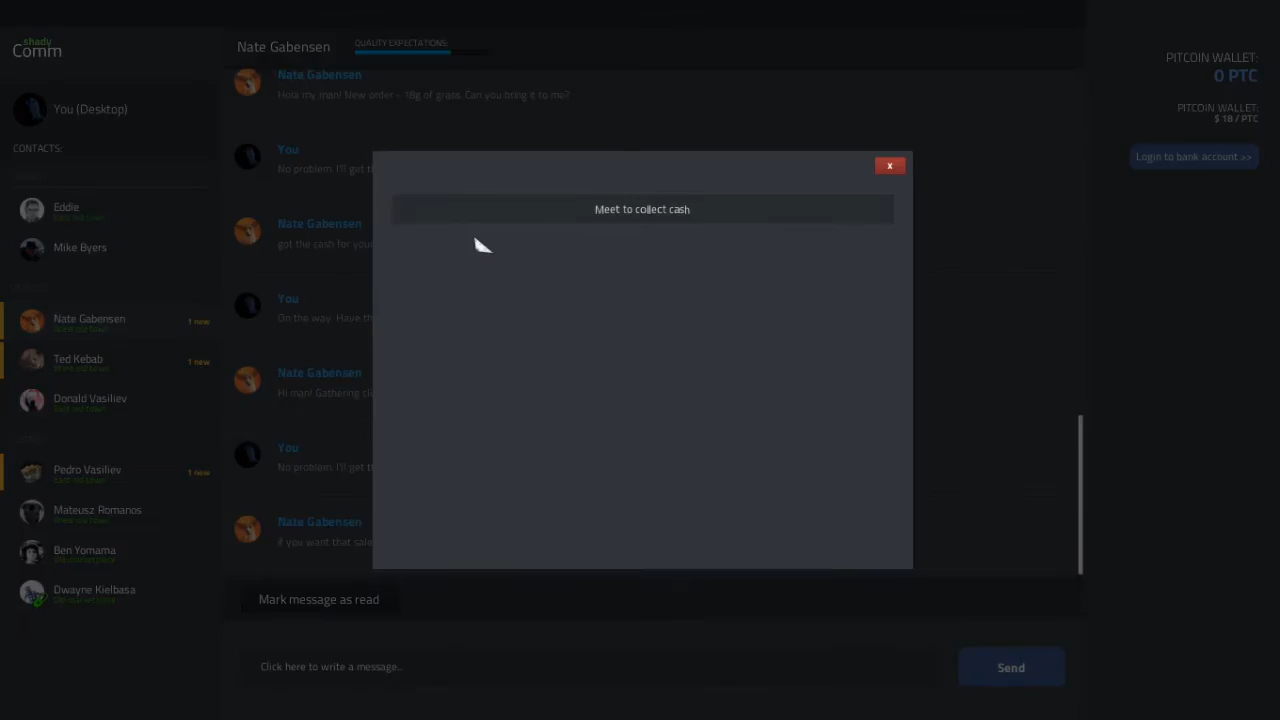 shady
Comm
You (Desktop)
CONTACTS:
Eddie
Mike Byers
Nate Gabensen
1 new
Ted Kebab
1 new
Donald Vasiliev
Pedro Vasiliev
1 new
Mateusz Romanos
Ben Yomama
Dwayne Kielbasa
Nate Gabensen
QUALITY EXPECTATIONS:
Nate Gabensen
Hola my man! New order - 18g of grass. Can you bring it to me?
You
No problem. I'll get t
Nate Gabensen
got the cash for your
You
On the way. Have th
Nate Gabensen
Hi man! Gathering cli
You
No problem. I'll get t
Nate Gabensen
if you want that sale
Meet to collect cash
x
Mark message as read
Click here to write a message..
Send
PITCOIN WALLET:
0 PTC
PITCOIN WALLET:
$ 18 / PTC
Login to bank account >>